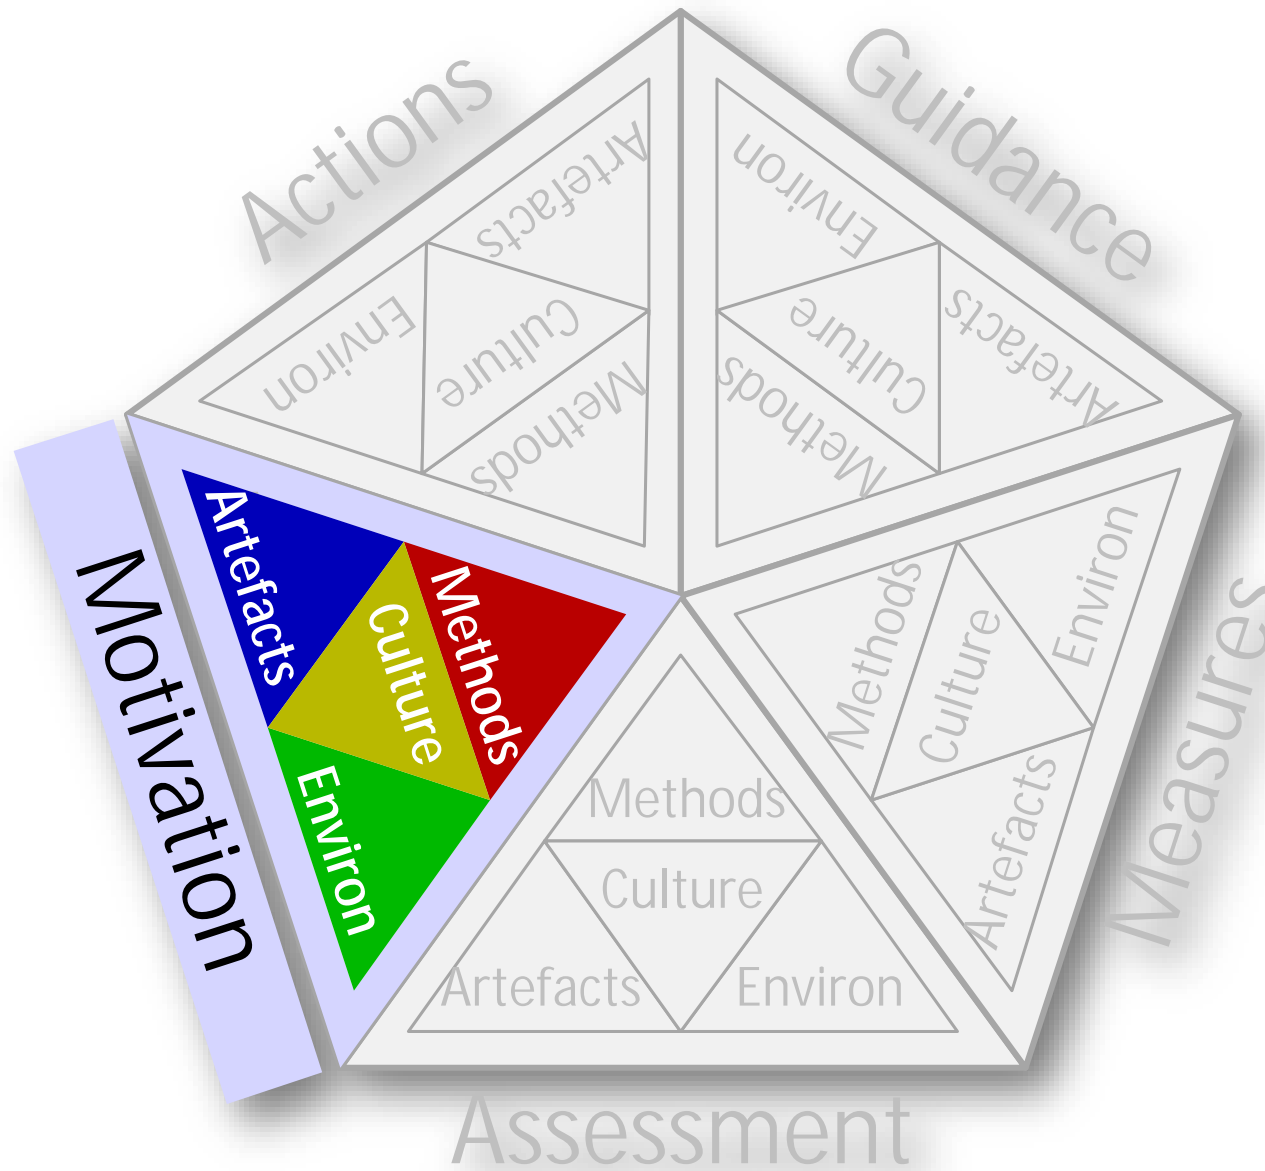 Actions
Artefacts
Environ
Culture
Methods
Guidance
Environ
Artefacts
Culture
Methods
Motivation
Artefacts
Methods
Culture
Environ
Measures
Environ
Methods
Culture
Artefacts
Methods
Culture
Artefacts
Environ
Assessment